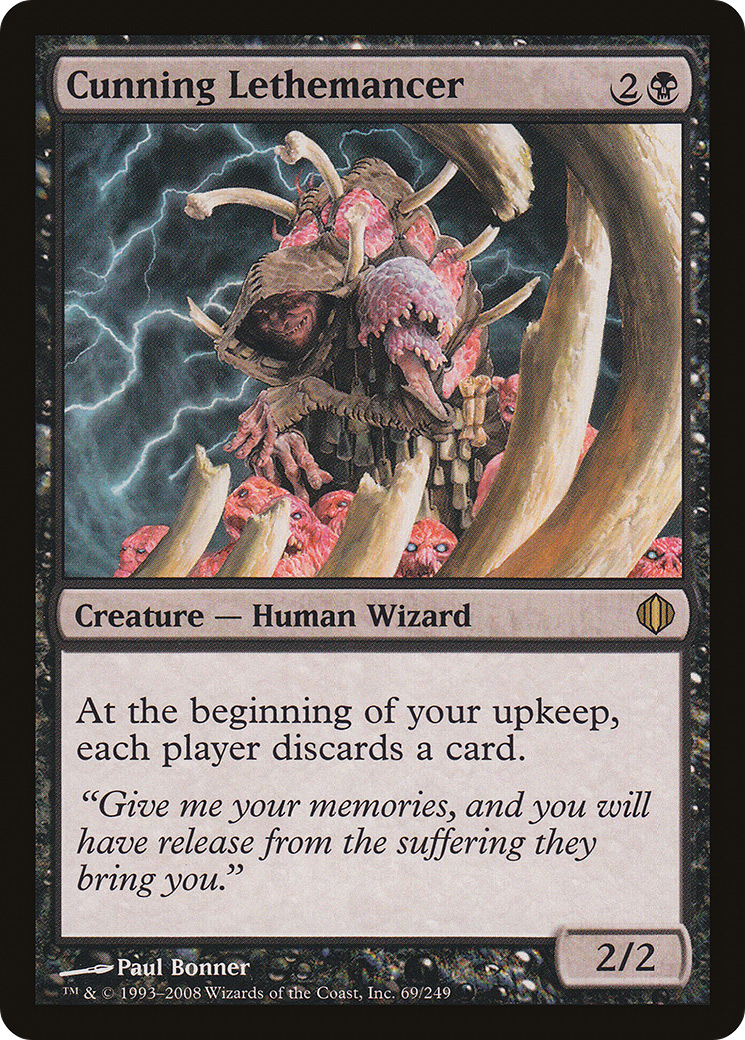 Cunning Lethemancer 2
Creature — Human Wizard
At the beginning of your upkeep,
each player discards a card.
“Give me your memories, and you will
have release from the suffering they
bring you.”
2/2
Paul Bonner
™ & © 1993–2008 Wizards of the Coast, Inc. 69/249